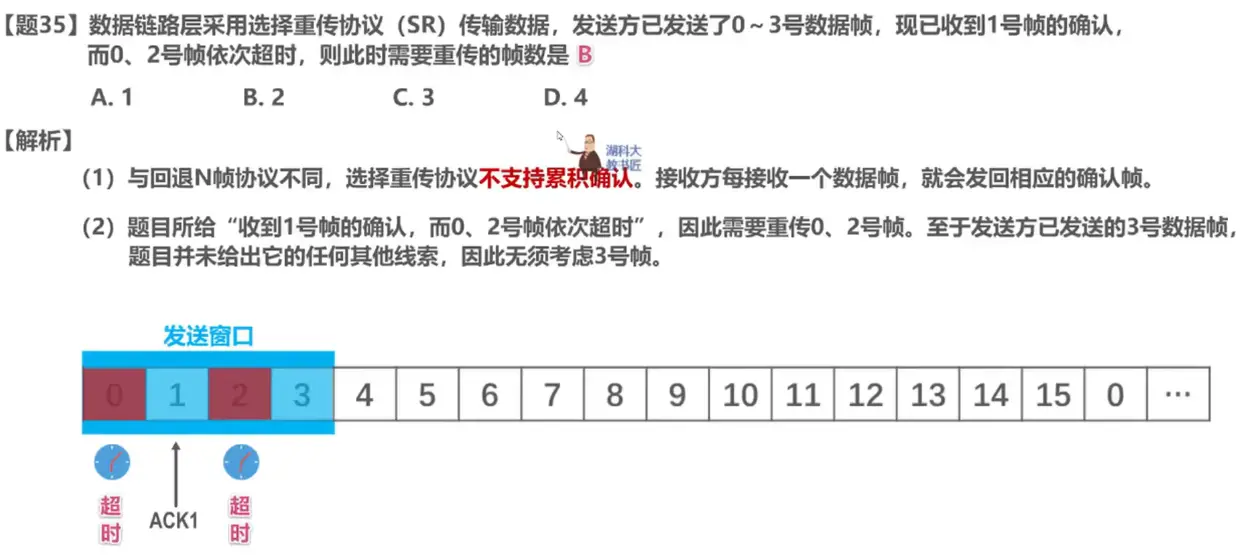 【题35】数据链路层采用选择重传协议（SR）传输数据，发送方已发送了0～3号数据帧，现已收到1号帧的确认，
而0、2号帧依次超时，则此时需要重传的帧数是 B
A. 1 B. 2 C. 3 D. 4
【解析】
湖科大
教书匠
（1）与回退N帧协议不同，选择重传协议不支持累积确认。接收方每接收一个数据帧，就会发回相应的确认帧。
（2）题目所给“收到1号帧的确认，而0、2号帧依次超时”，因此需要重传0、2号帧。至于发送方已发送的3号数据帧，
题目并未给出它的任何其他线索，因此无须考虑3号帧。
发送窗口
0 1 2 3 4 5 6 7 8 9 10 11 12 13 14 15 0 …
超时 ACK1 超时